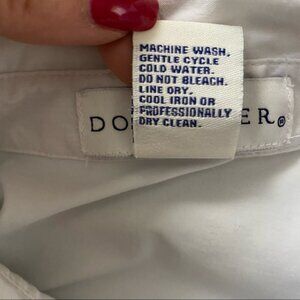 MACHINE WASH,
GENTLE CYCLE
COLD WATER.
DO NOT BLEACH.
LINE DRY.
COOL IRON OR
PROFESSIONALLY
DRY CLEAN.